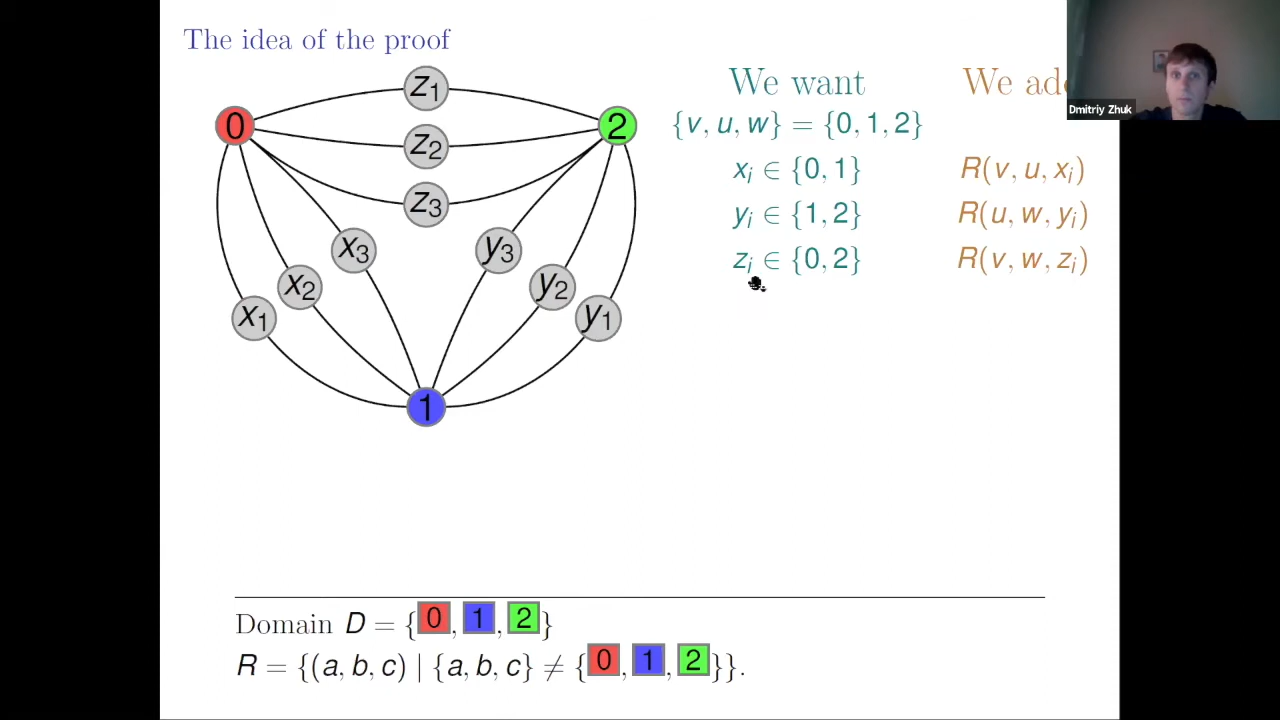 The idea of the proof
We want
We ad
Dmitriy Zhuk
{v, u, w} = {0, 1, 2}
xᵢ ∈ {0, 1}
R(v, u, xᵢ)
yᵢ ∈ {1, 2}
R(u, w, yᵢ)
zᵢ ∈ {0, 2}
R(v, w, zᵢ)
0
z₁
2
z₂
z₃
x₃
y₃
x₂
y₂
x₁
y₁
1
Domain D = {0, 1, 2}
R = {(a, b, c) | {a, b, c} ≠ {0, 1, 2}}.